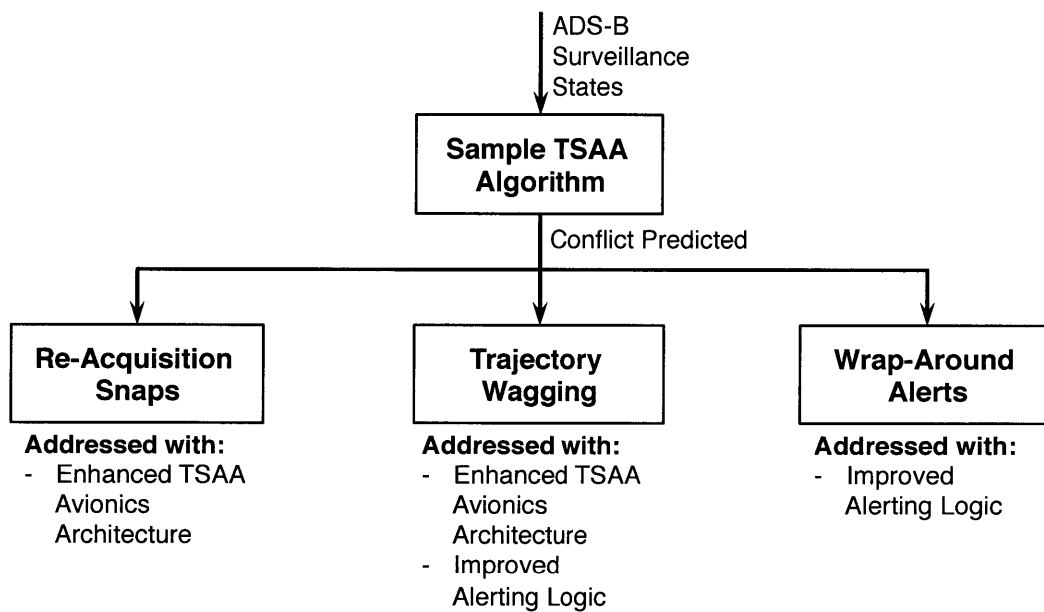 ADS-B
Surveillance
States
Sample TSAA
Algorithm
Conflict Predicted
Re-Acquisition
Snaps
Addressed with:
- Enhanced TSAA
Avionics
Architecture
Trajectory
Wagging
Addressed with:
- Enhanced TSAA
Avionics
Architecture
- Improved
Alerting Logic
Wrap-Around
Alerts
Addressed with:
- Improved
Alerting Logic